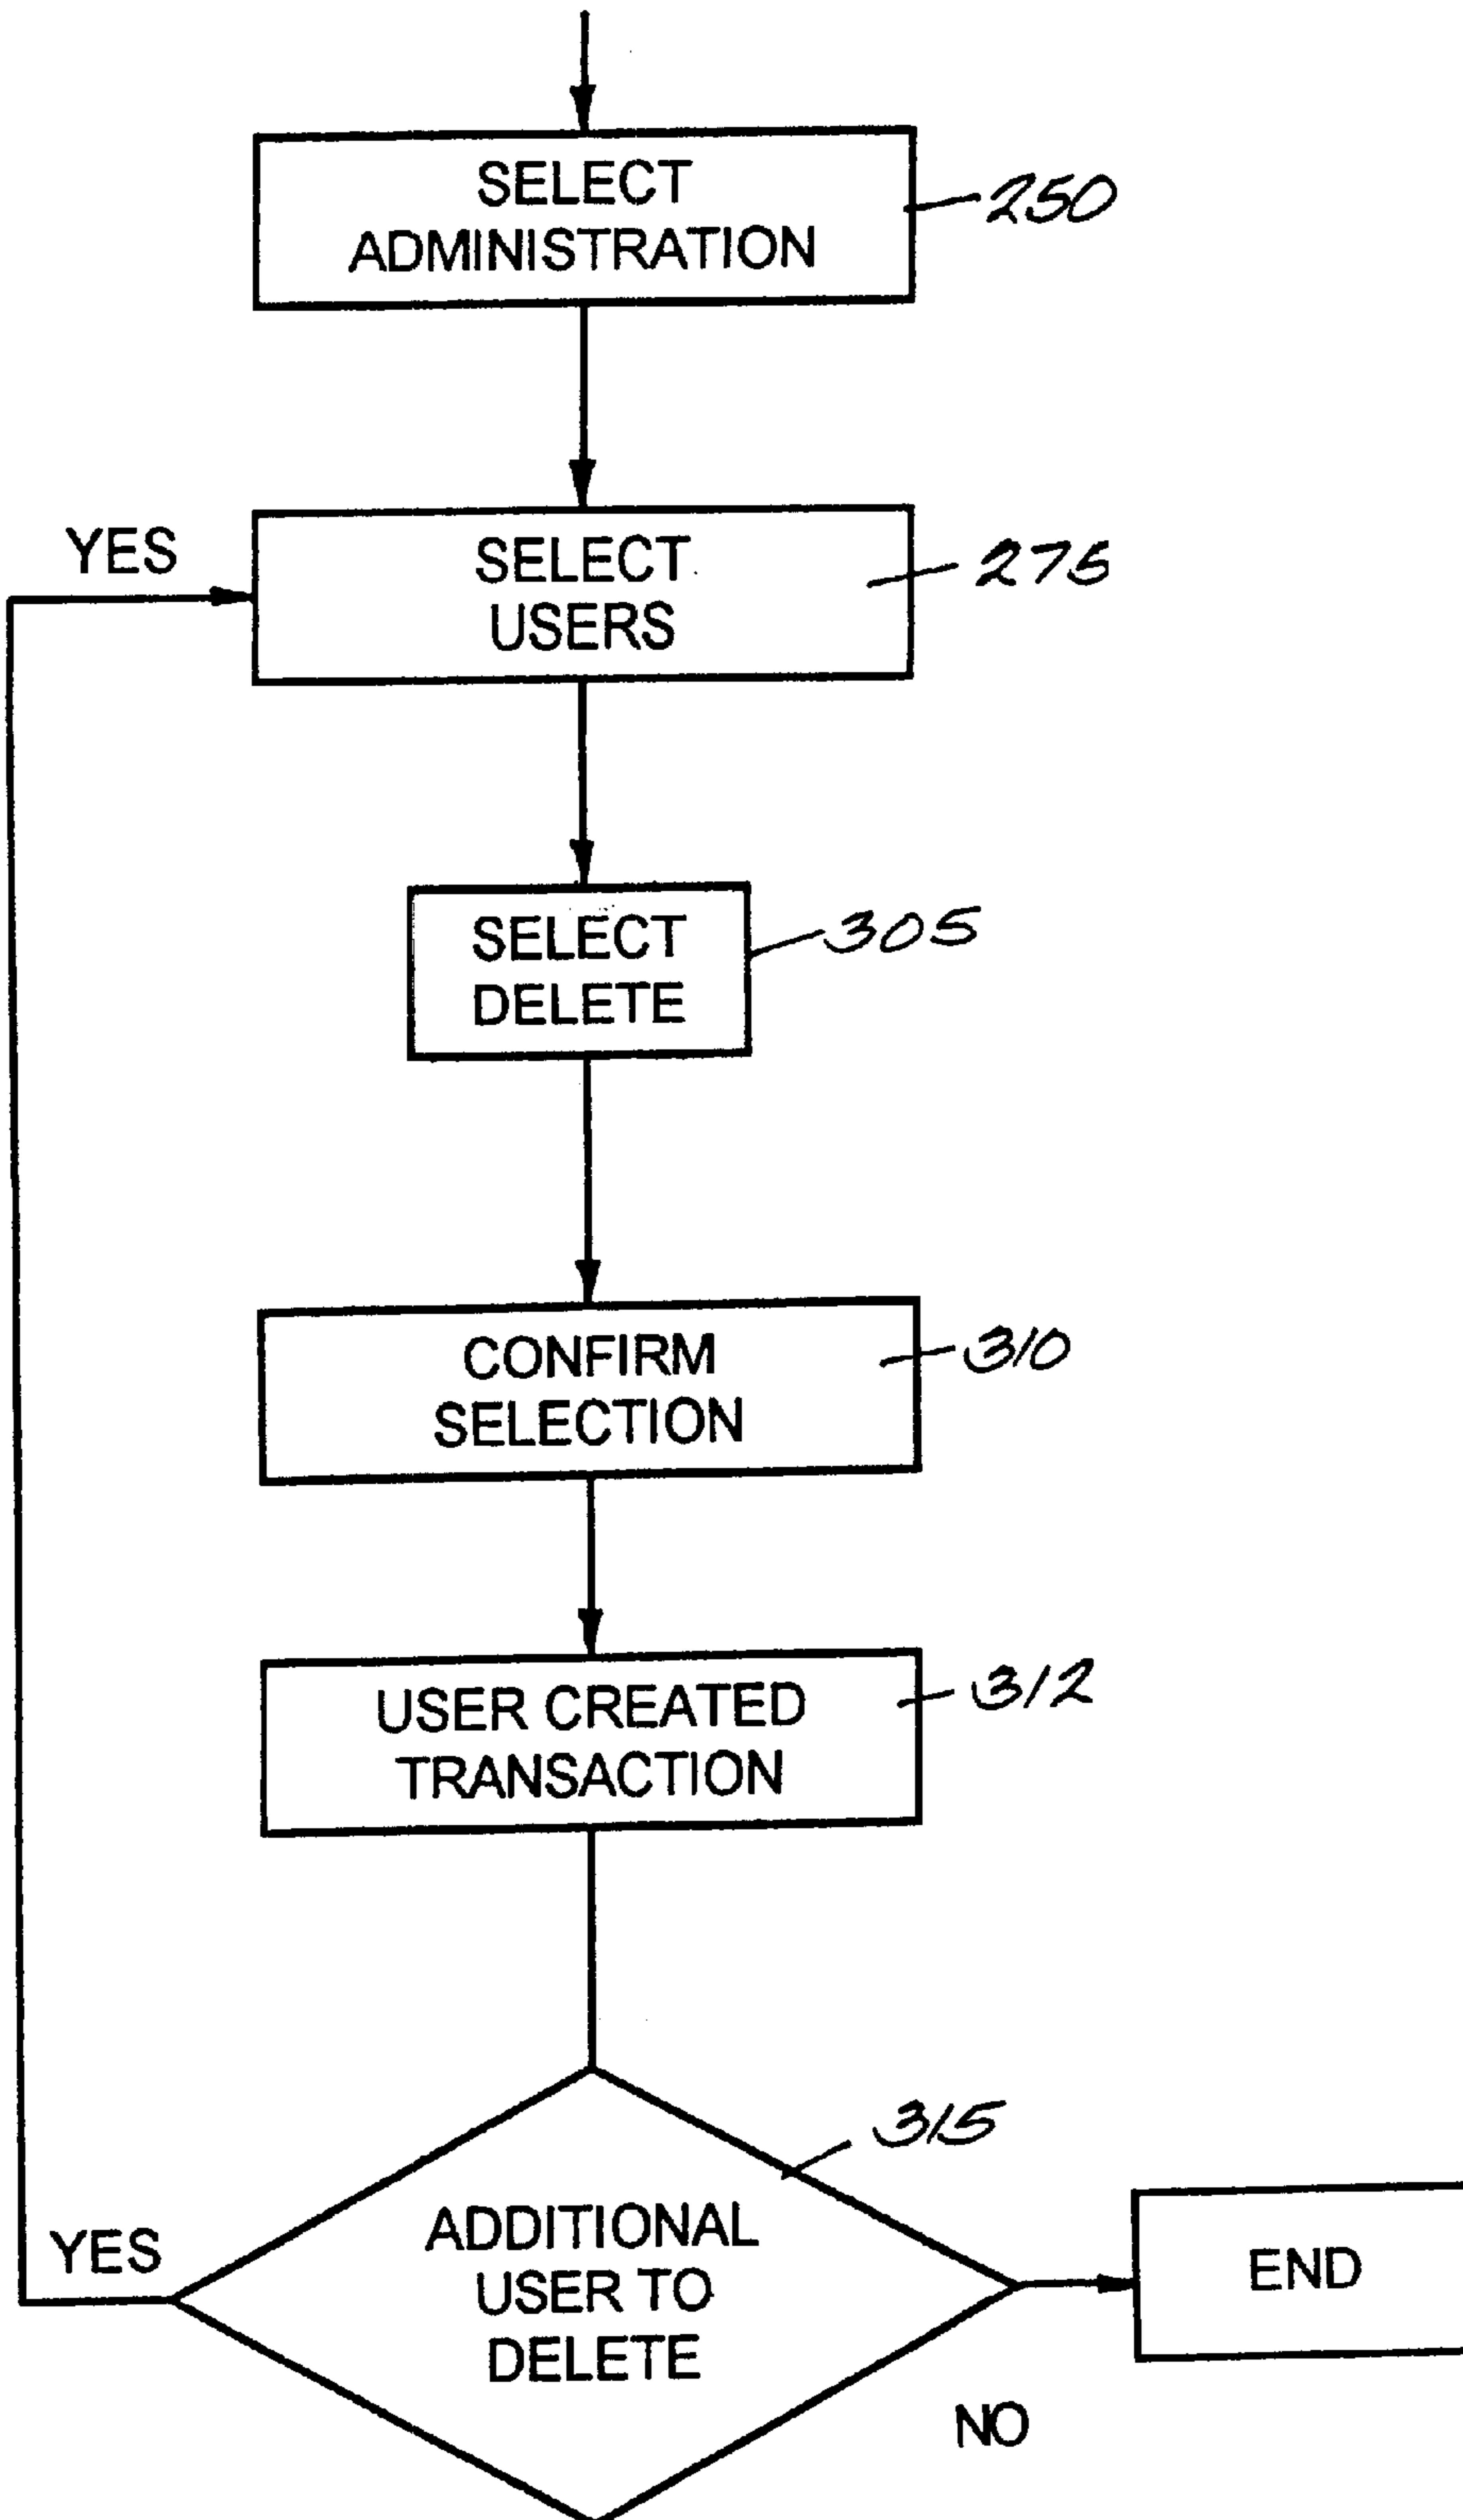 SELECT
ADMINISTRATION
250
YES
SELECT
USERS
275
SELECT
DELETE
305
CONFIRM
SELECTION
310
USER CREATED
TRANSACTION
312
315
ADDITIONAL
USER TO
DELETE
YES
END
NO